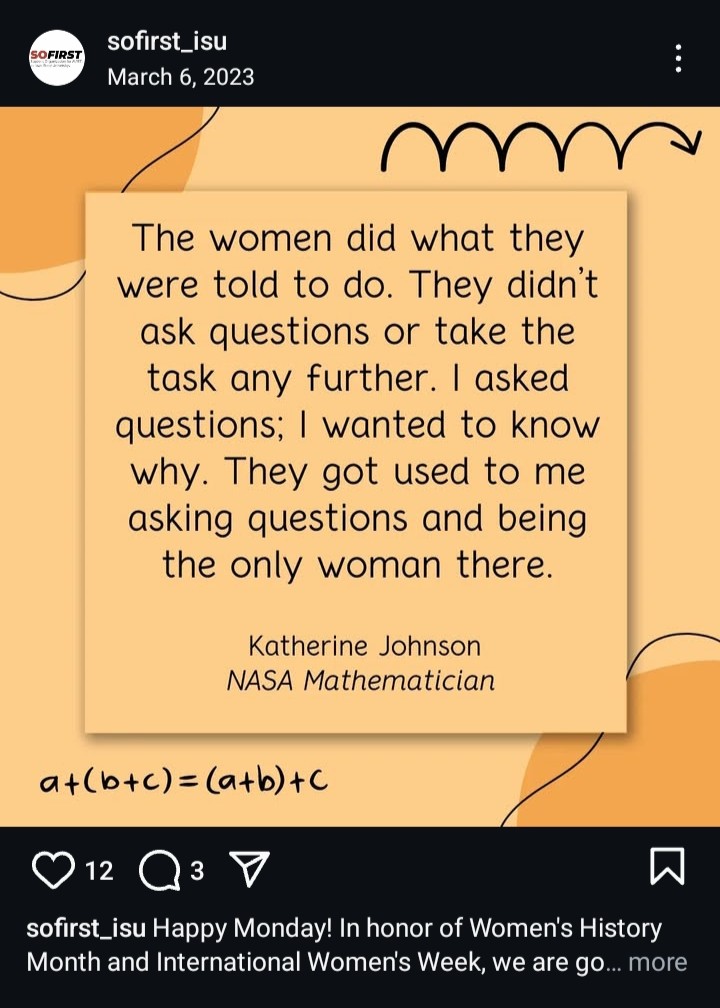 SOFIRST
sofirst_isu
March 6, 2023
The women did what they
were told to do. They didn't
ask questions or take the
task any further. I asked
questions; I wanted to know
why. They got used to me
asking questions and being
the only woman there.
Katherine Johnson
NASA Mathematician
a+(b+c)=(a+b)+c
12
3
sofirst_isu Happy Monday! In honor of Women's History
Month and International Women's Week, we are go... more